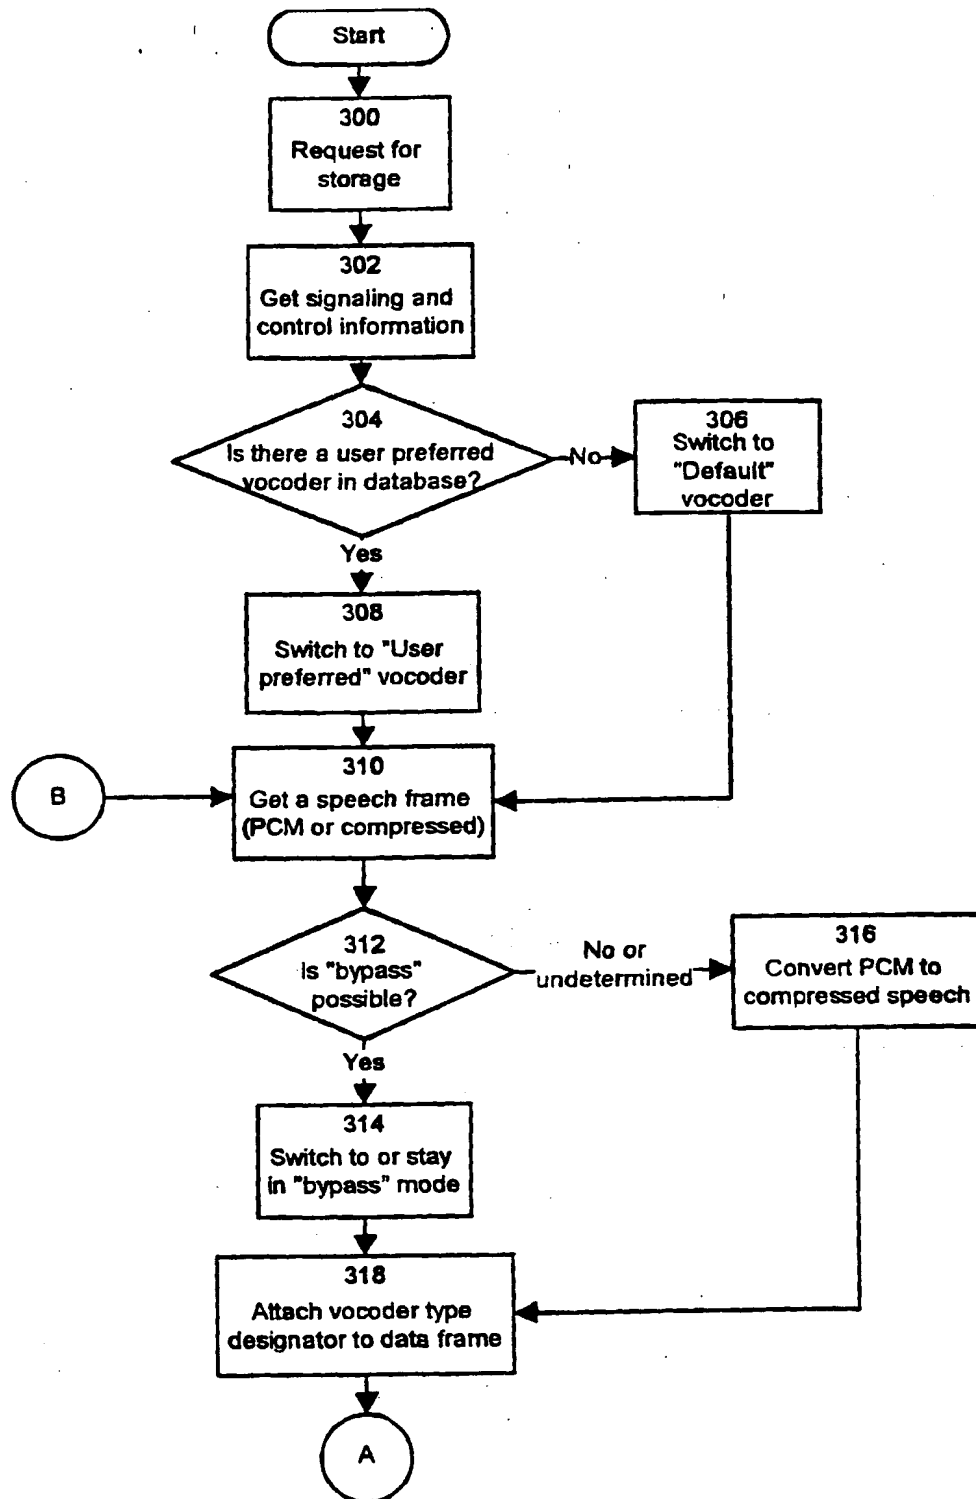 Start
300
Request for
storage
302
Get signaling and
control information
304
Is there a user preferred
vocoder in database?
No
306
Switch to
"Default"
vocoder
Yes
308
Switch to "User
preferred" vocoder
B
310
Get a speech frame
(PCM or compressed)
312
Is "bypass"
possible?
No or
undetermined
316
Convert PCM to
compressed speech
Yes
314
Switch to or stay
in "bypass" mode
318
Attach vocoder type
designator to data frame
A